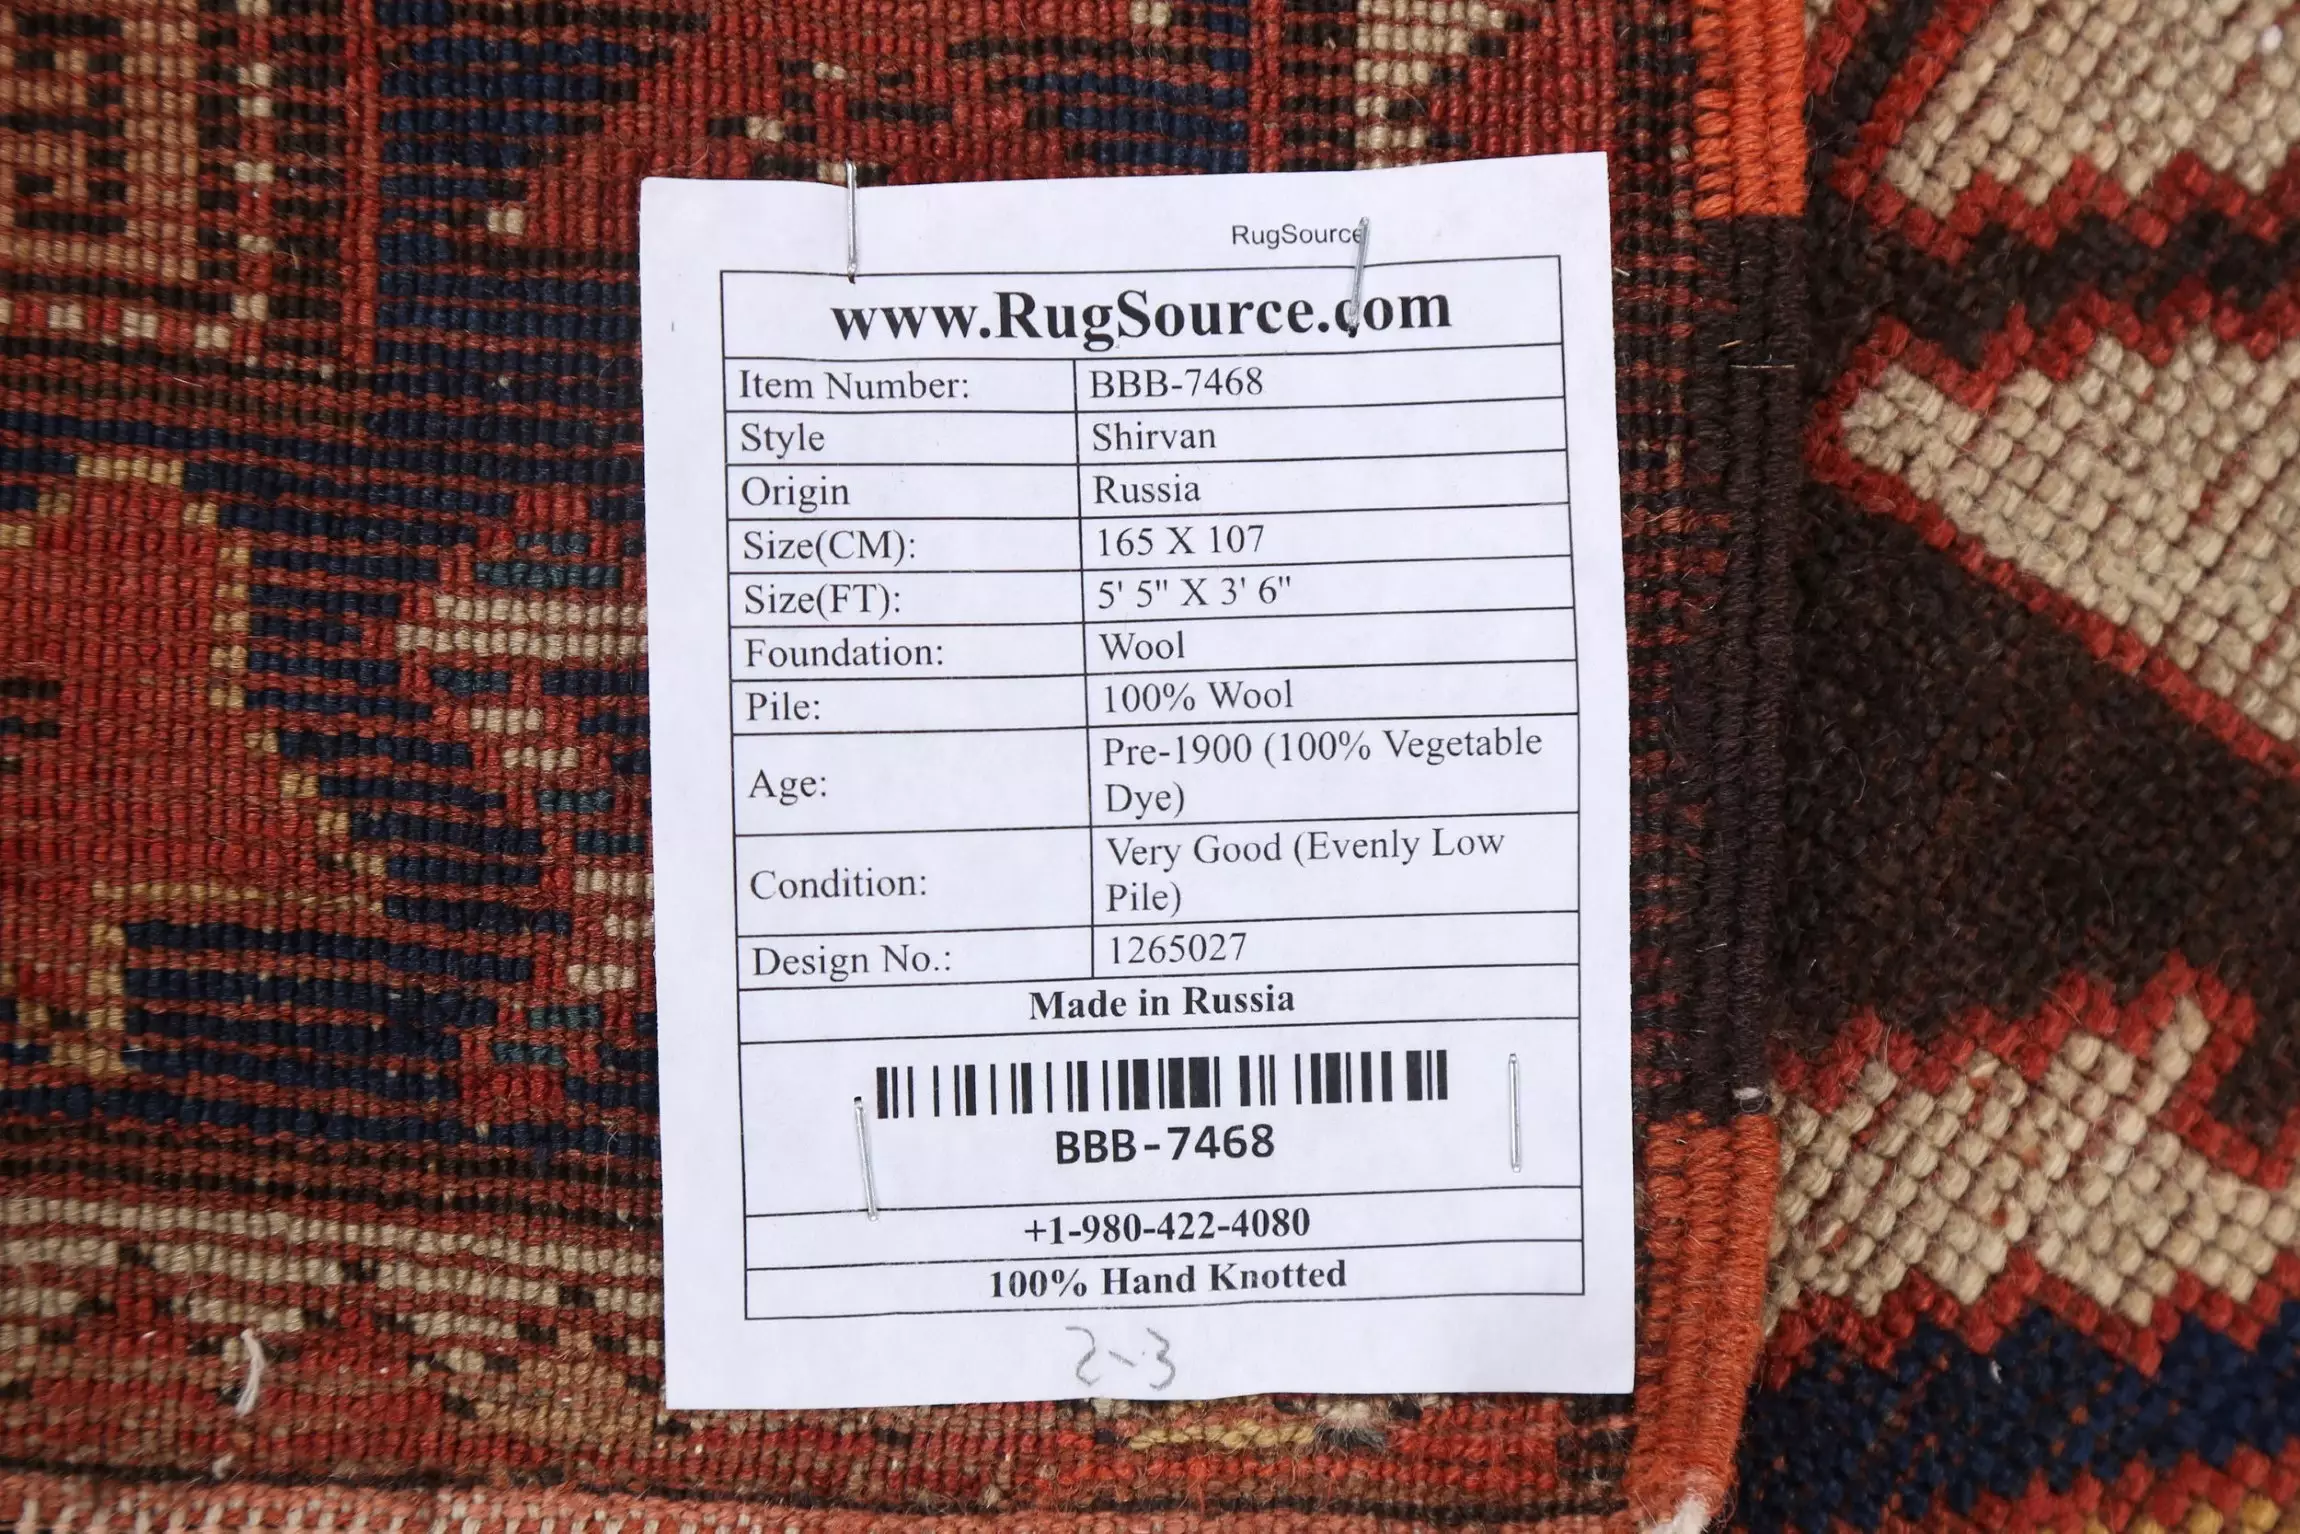 RugSource
www.RugSource.com
Item Number: BBB-7468
Style Shirvan
Origin Russia
Size(CM): 165 X 107
Size(FT): 5' 5" X 3' 6"
Foundation: Wool
Pile: 100% Wool
Age: Pre-1900 (100% Vegetable
Dye)
Condition: Very Good (Evenly Low
Pile)
Design No.: 1265027
Made in Russia
BBB-7468
+1-980-422-4080
100% Hand Knotted
2-3